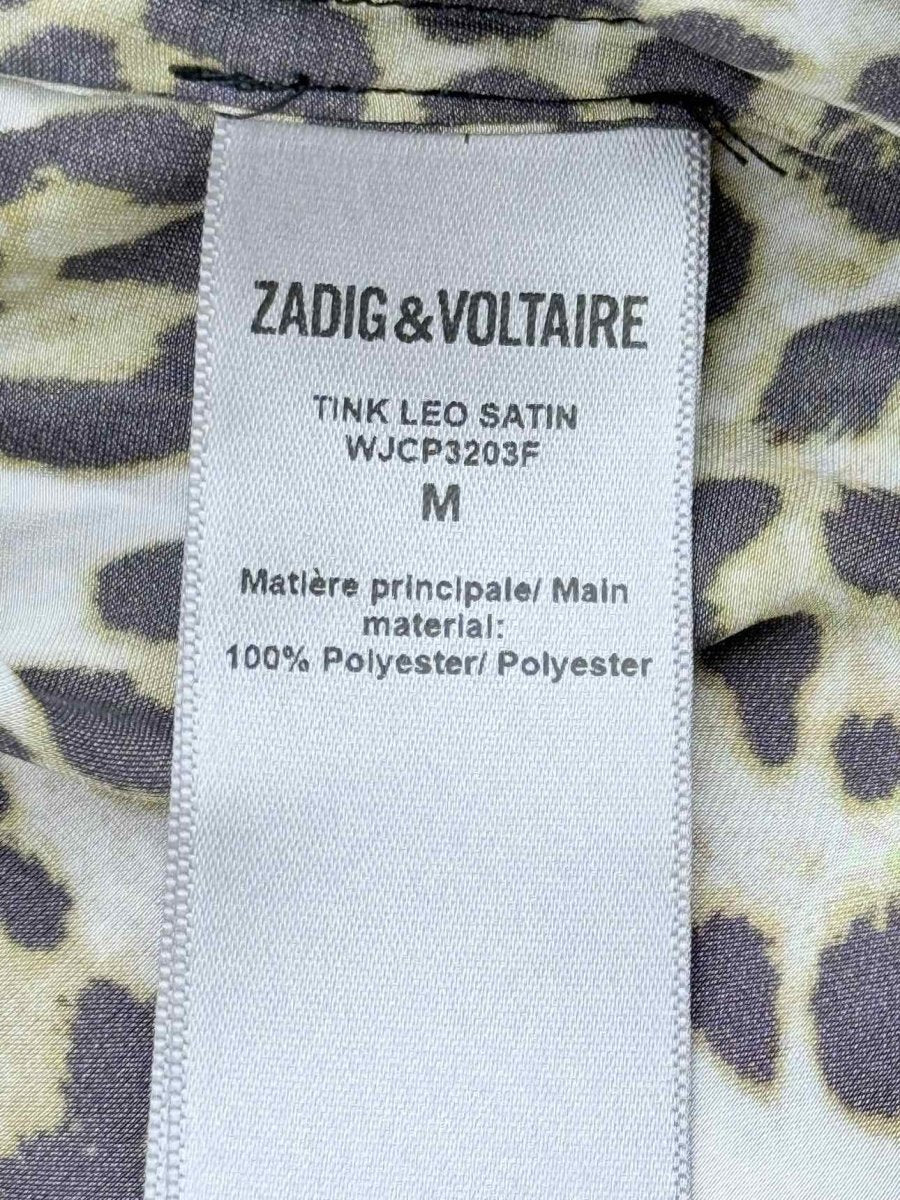 ZADIG&VOLTAIRE
TINK LEO SATIN
WJCP3203F
M
Matière principale/ Main
material:
100% Polyester/ Polyester